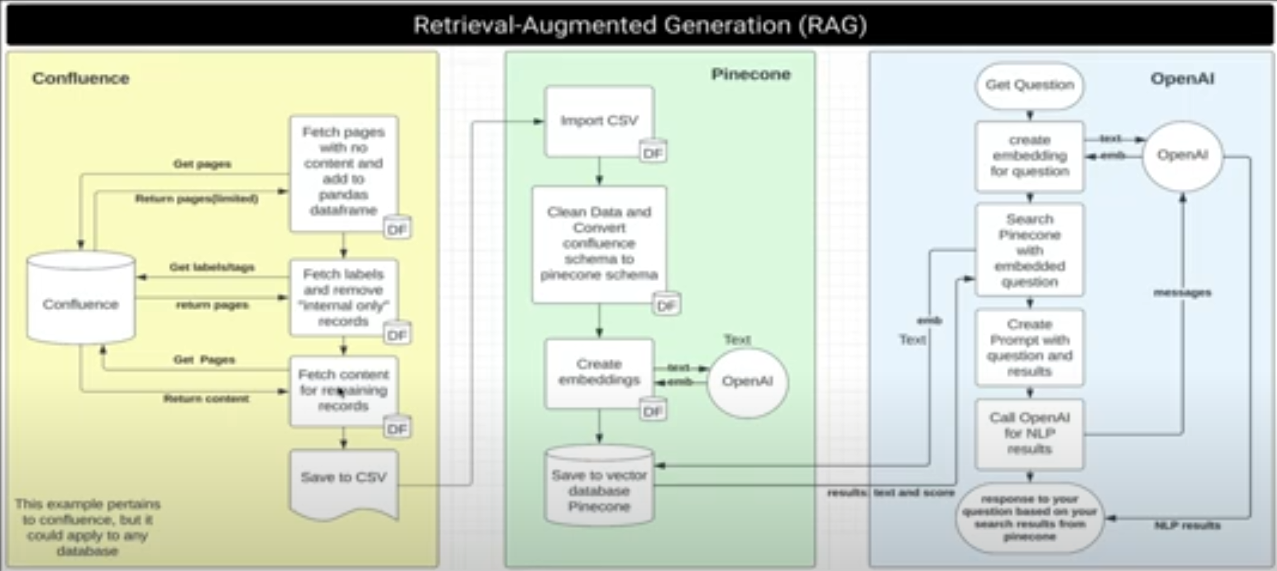 Retrieval-Augmented Generation (RAG)
Confluence
Fetch pages
with no
content and
add to
pandas
dataframe
DF
Get pages
Return pages(limited)
Confluence
Get labels/tags
return pages
Fetch labels
and remove
"internal only"
records
DF
Get Pages
Return content
Fetch content
for remaining
records
DF
Save to CSV
This example pertains
to confluence, but it
could apply to any
database
Pinecone
Import CSV
DF
Clean Data and
Convert
confluence
schema to
pinecone schema
DF
Create
embeddings
DF
text
emb
Text
OpenAI
Save to vector
database
Pinecone
results: text and score
emb
Text
OpenAI
Get Question
create
embedding
for question
text
emb
OpenAI
Search
Pinecone
with
embedded
question
Create
Prompt with
question and
results
messages
Call OpenAI
for NLP
results
response to your
question based on your
search results from
pinecone
NLP results